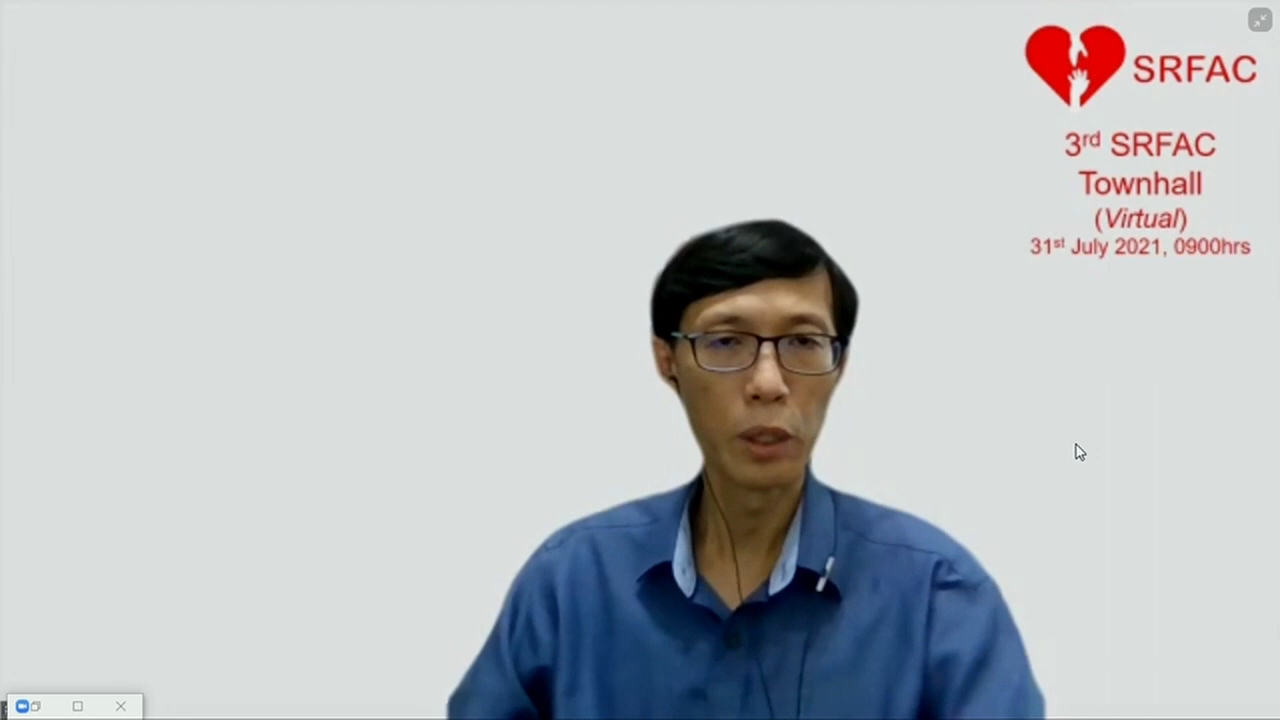 SRFAC
3rd SRFAC
Townhall
(Virtual)
31st July 2021, 0900hrs